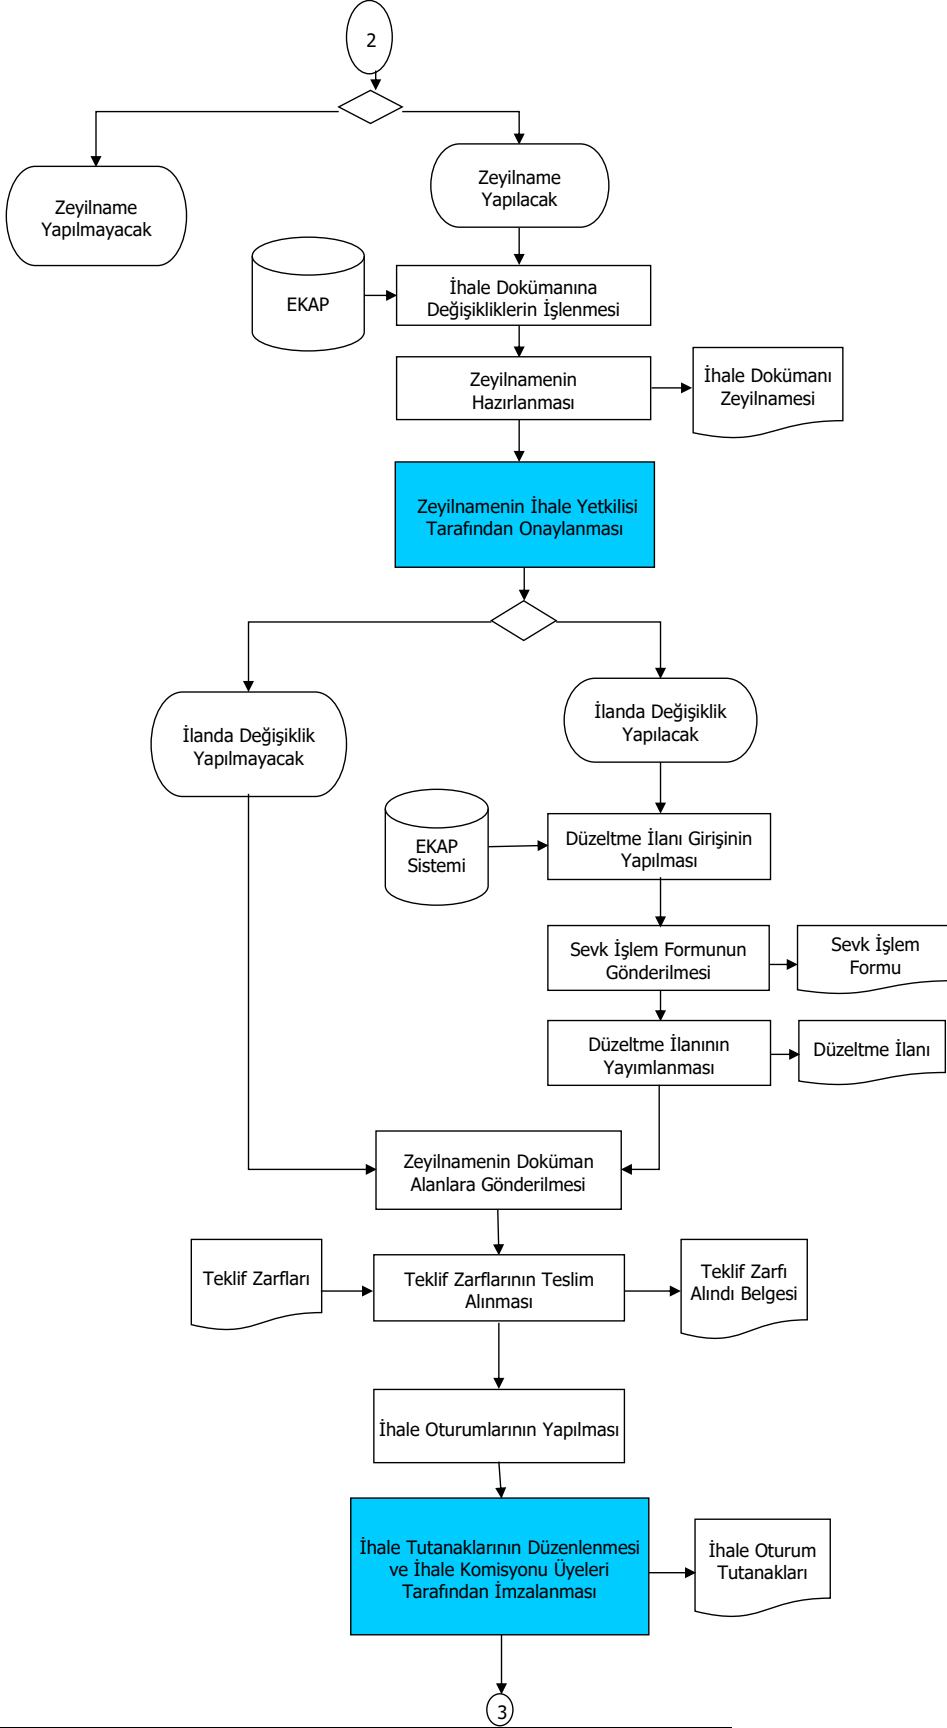 2
Zeyilname
Yapılmayacak
Zeyilname
Yapılacak
EKAP
İhale Dokümanına
Değişikliklerin İşlenmesi
Zeyilnamenin
Hazırlanması
İhale Dokümanı
Zeyilnamesi
Zeyilnamenin İhale Yetkilisi
Tarafından Onaylanması
İlanda Değişiklik
Yapılmayacak
İlanda Değişiklik
Yapılacak
EKAP
Sistemi
Düzeltme İlanı Girişinin
Yapılması
Sevk İşlem Formunun
Gönderilmesi
Sevk İşlem
Formu
Düzeltme İlanının
Yayımlanması
Düzeltme İlanı
Zeyilnamenin Doküman
Alanlara Gönderilmesi
Teklif Zarfları
Teklif Zarflarının Teslim
Alınması
Teklif Zarfı
Alındı Belgesi
İhale Oturumlarının Yapılması
İhale Tutanaklarının Düzenlenmesi
ve İhale Komisyonu Üyeleri
Tarafından İmzalanması
İhale Oturum
Tutanakları
3